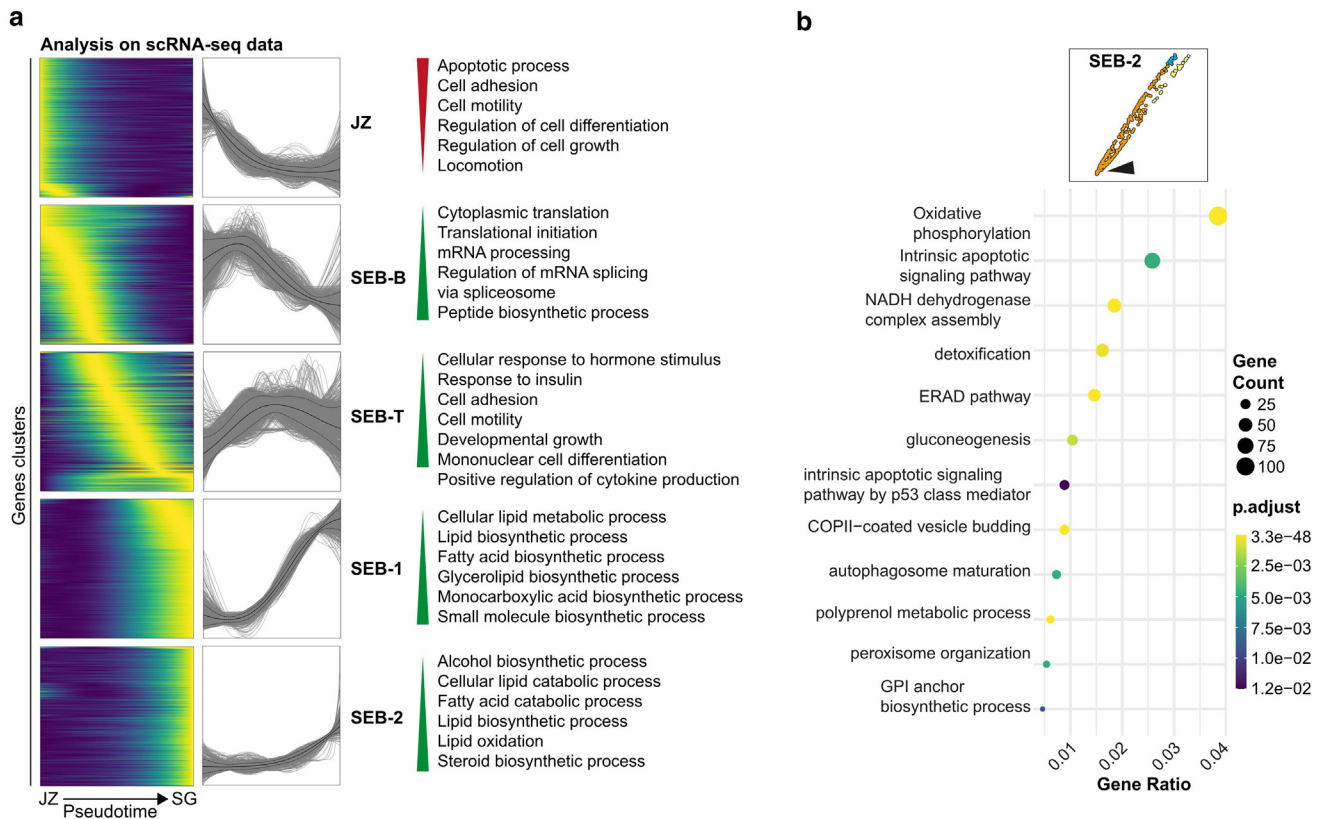 a
Analysis on scRNA-seq data
Genes clusters
JZ
Apoptotic process
Cell adhesion
Cell motility
Regulation of cell differentiation
Regulation of cell growth
Locomotion
SEB-B
Cytoplasmic translation
Translational initiation
mRNA processing
Regulation of mRNA splicing
via spliceosome
Peptide biosynthetic process
SEB-T
Cellular response to hormone stimulus
Response to insulin
Cell adhesion
Cell motility
Developmental growth
Mononuclear cell differentiation
Positive regulation of cytokine production
SEB-1
Cellular lipid metabolic process
Lipid biosynthetic process
Fatty acid biosynthetic process
Glycerolipid biosynthetic process
Monocarboxylic acid biosynthetic process
Small molecule biosynthetic process
SEB-2
Alcohol biosynthetic process
Cellular lipid catabolic process
Fatty acid catabolic process
Lipid biosynthetic process
Lipid oxidation
Steroid biosynthetic process
JZ SG
Pseudotime
b
SEB-2
Oxidative
phosphorylation
Intrinsic apoptotic
signaling pathway
NADH dehydrogenase
complex assembly
detoxification
ERAD pathway
gluconeogenesis
intrinsic apoptotic signaling
pathway by p53 class mediator
COPII−coated vesicle budding
autophagosome maturation
polyprenol metabolic process
peroxisome organization
GPI anchor
biosynthetic process
0.01 0.02 0.03 0.04
Gene Ratio
Gene
Count
25
50
75
100
p.adjust
3.3e−48
2.5e−03
5.0e−03
7.5e−03
1.0e−02
1.2e−02